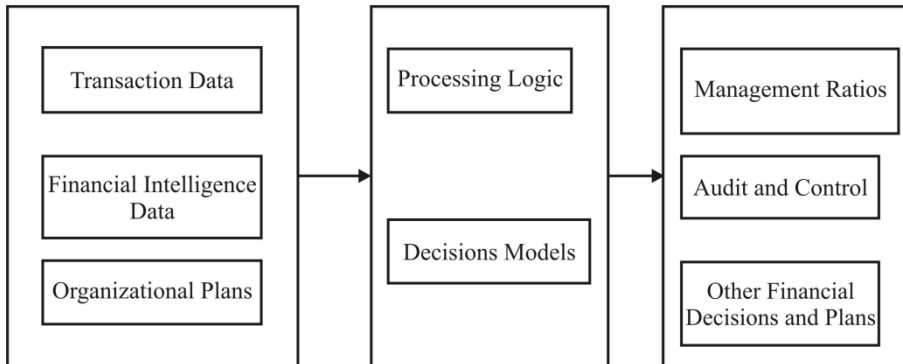 Transaction Data
Financial Intelligence
Data
Organizational Plans
Processing Logic
Decisions Models
Management Ratios
Audit and Control
Other Financial
Decisions and Plans